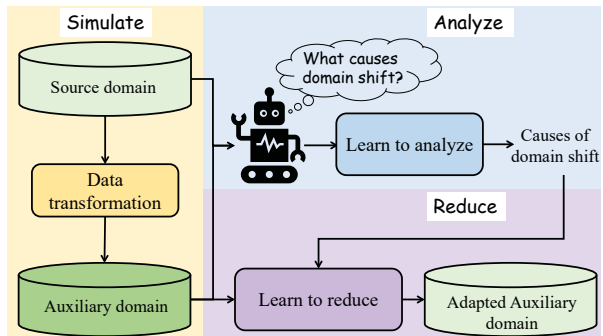 Simulate
Analyze
Source domain
What causes
domain shift?
Learn to analyze
Causes of
domain shift
Data
transformation
Reduce
Auxiliary domain
Learn to reduce
Adapted Auxiliary
domain